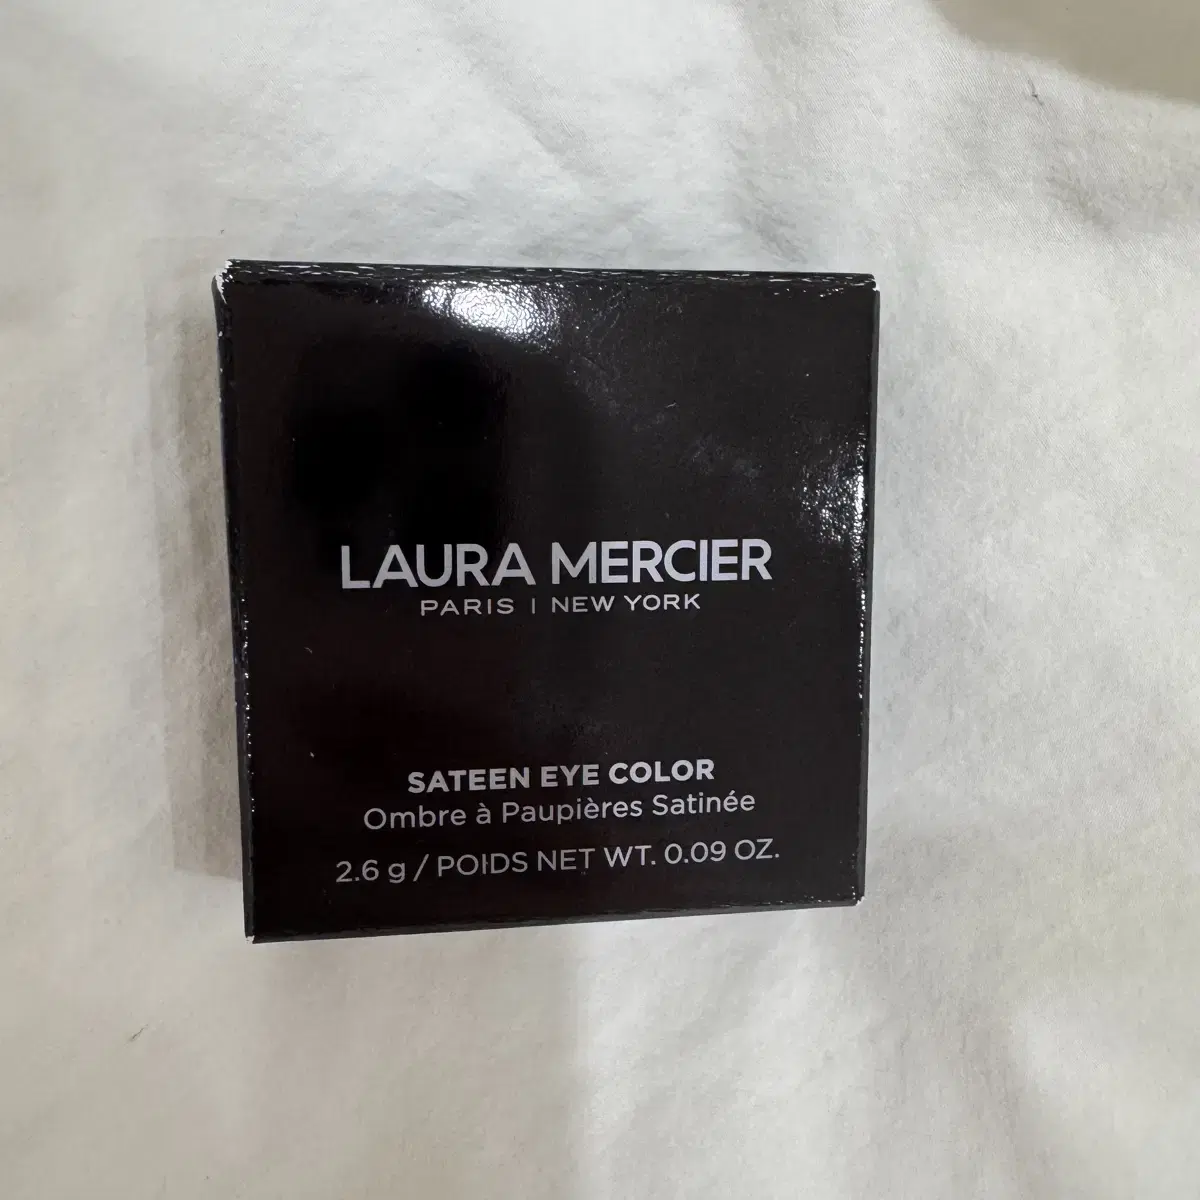 LAURA MERCIER
PARIS | NEW YORK
SATEEN EYE COLOR
Ombre à Paupières Satinée
2.6 g / POIDS NET WT. 0.09 OZ.